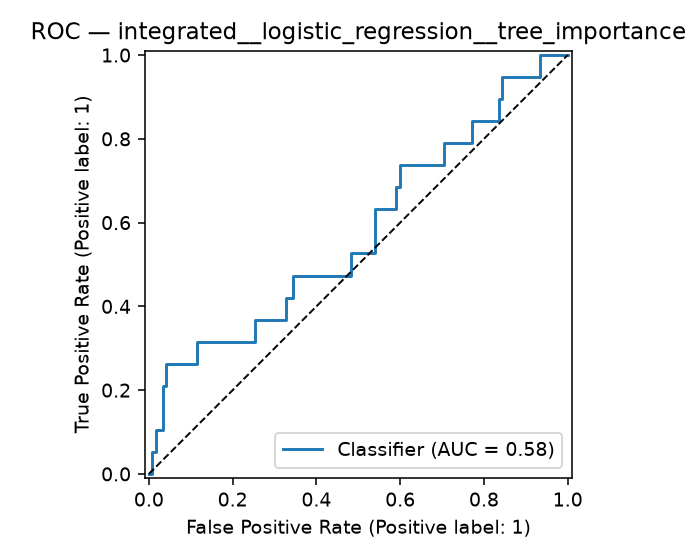 ROC — integrated__logistic_regression__tree_importance
1.0
0.8
0.6
0.4
0.2
0.0
True Positive Rate (Positive label: 1)
Classifier (AUC = 0.58)
0.0 0.2 0.4 0.6 0.8 1.0
False Positive Rate (Positive label: 1)